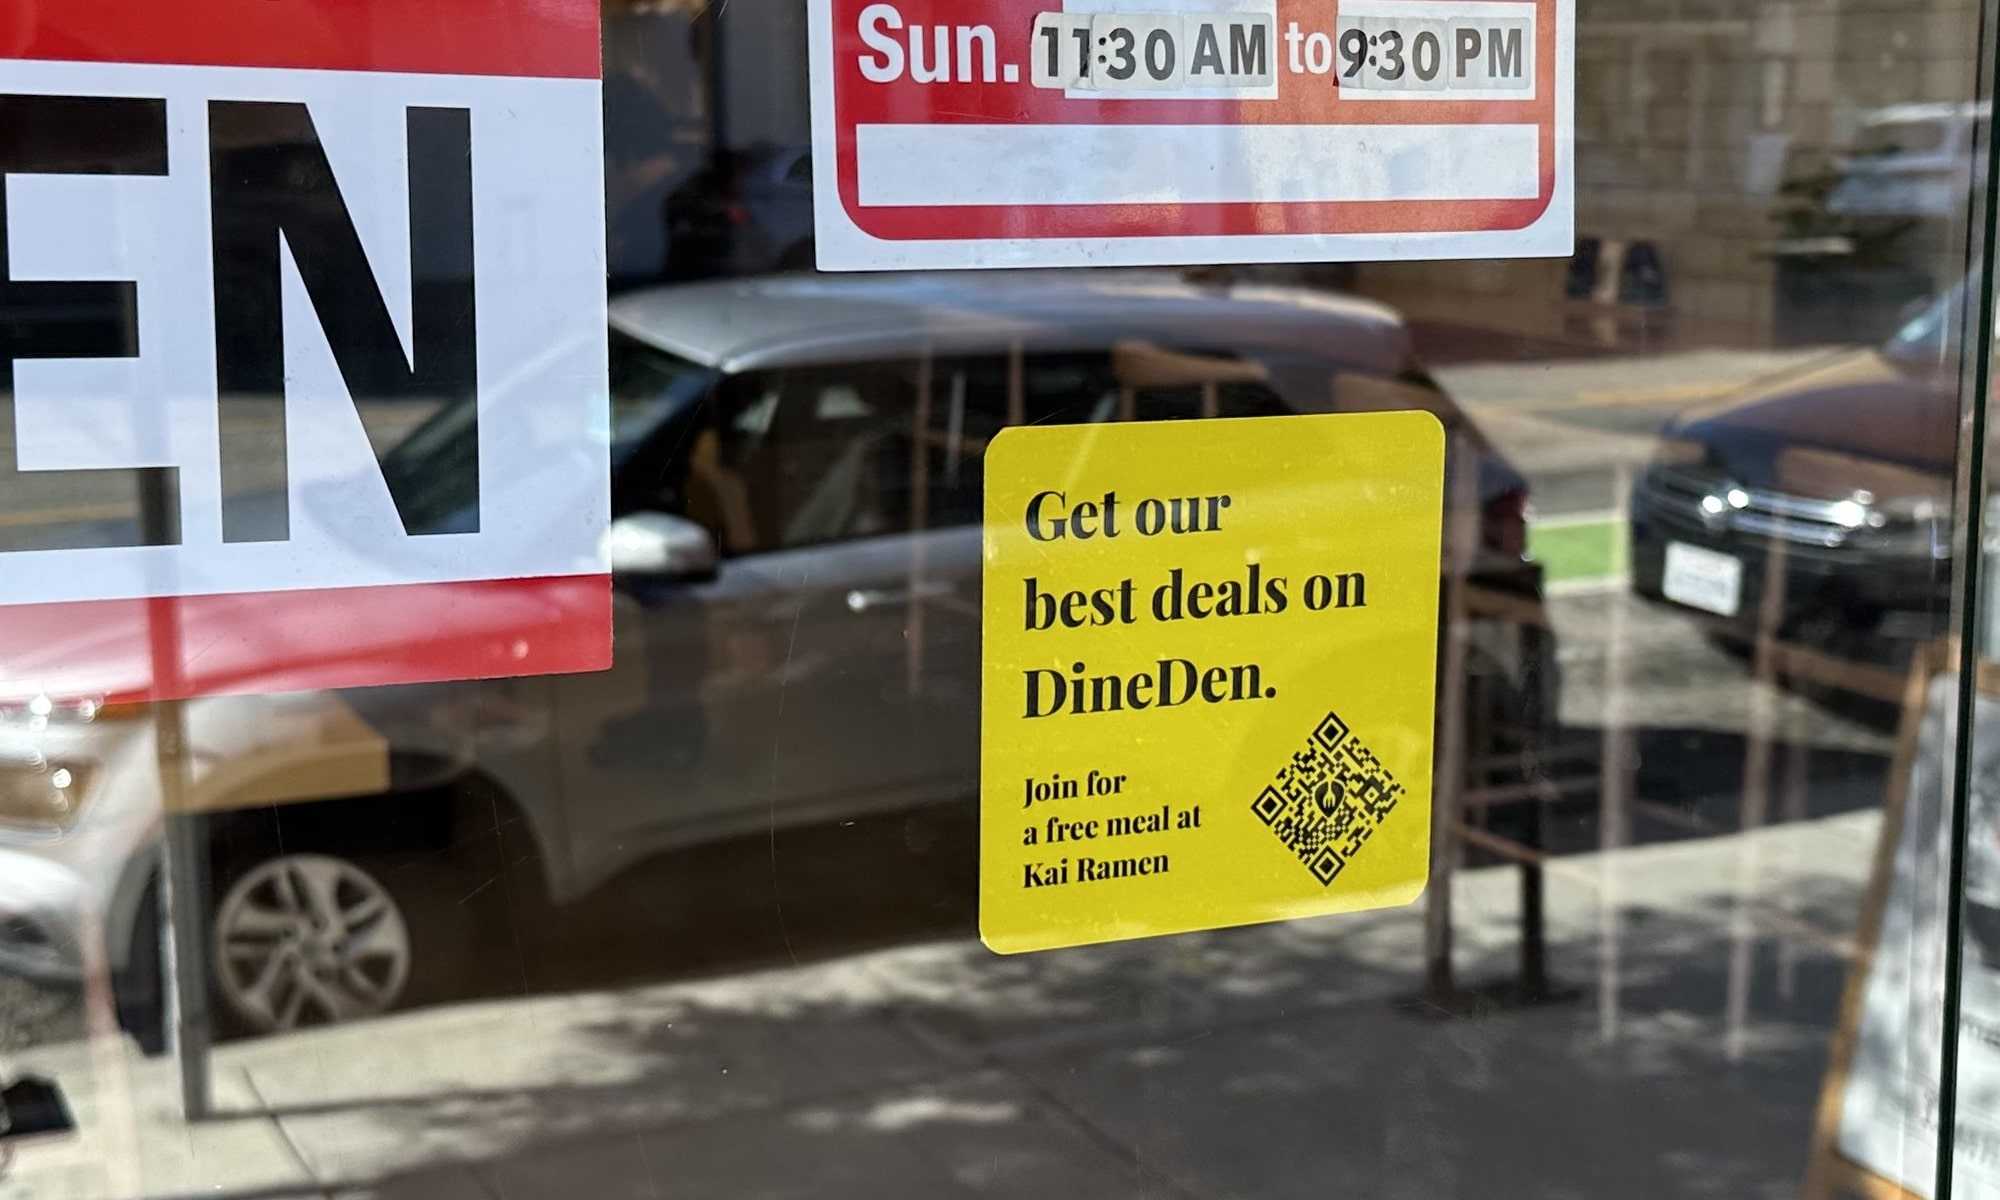 EN
Sun. 11:30 AM to 9:30 PM
Get our
best deals on
DineDen.
Join for
a free meal at
Kai Ramen